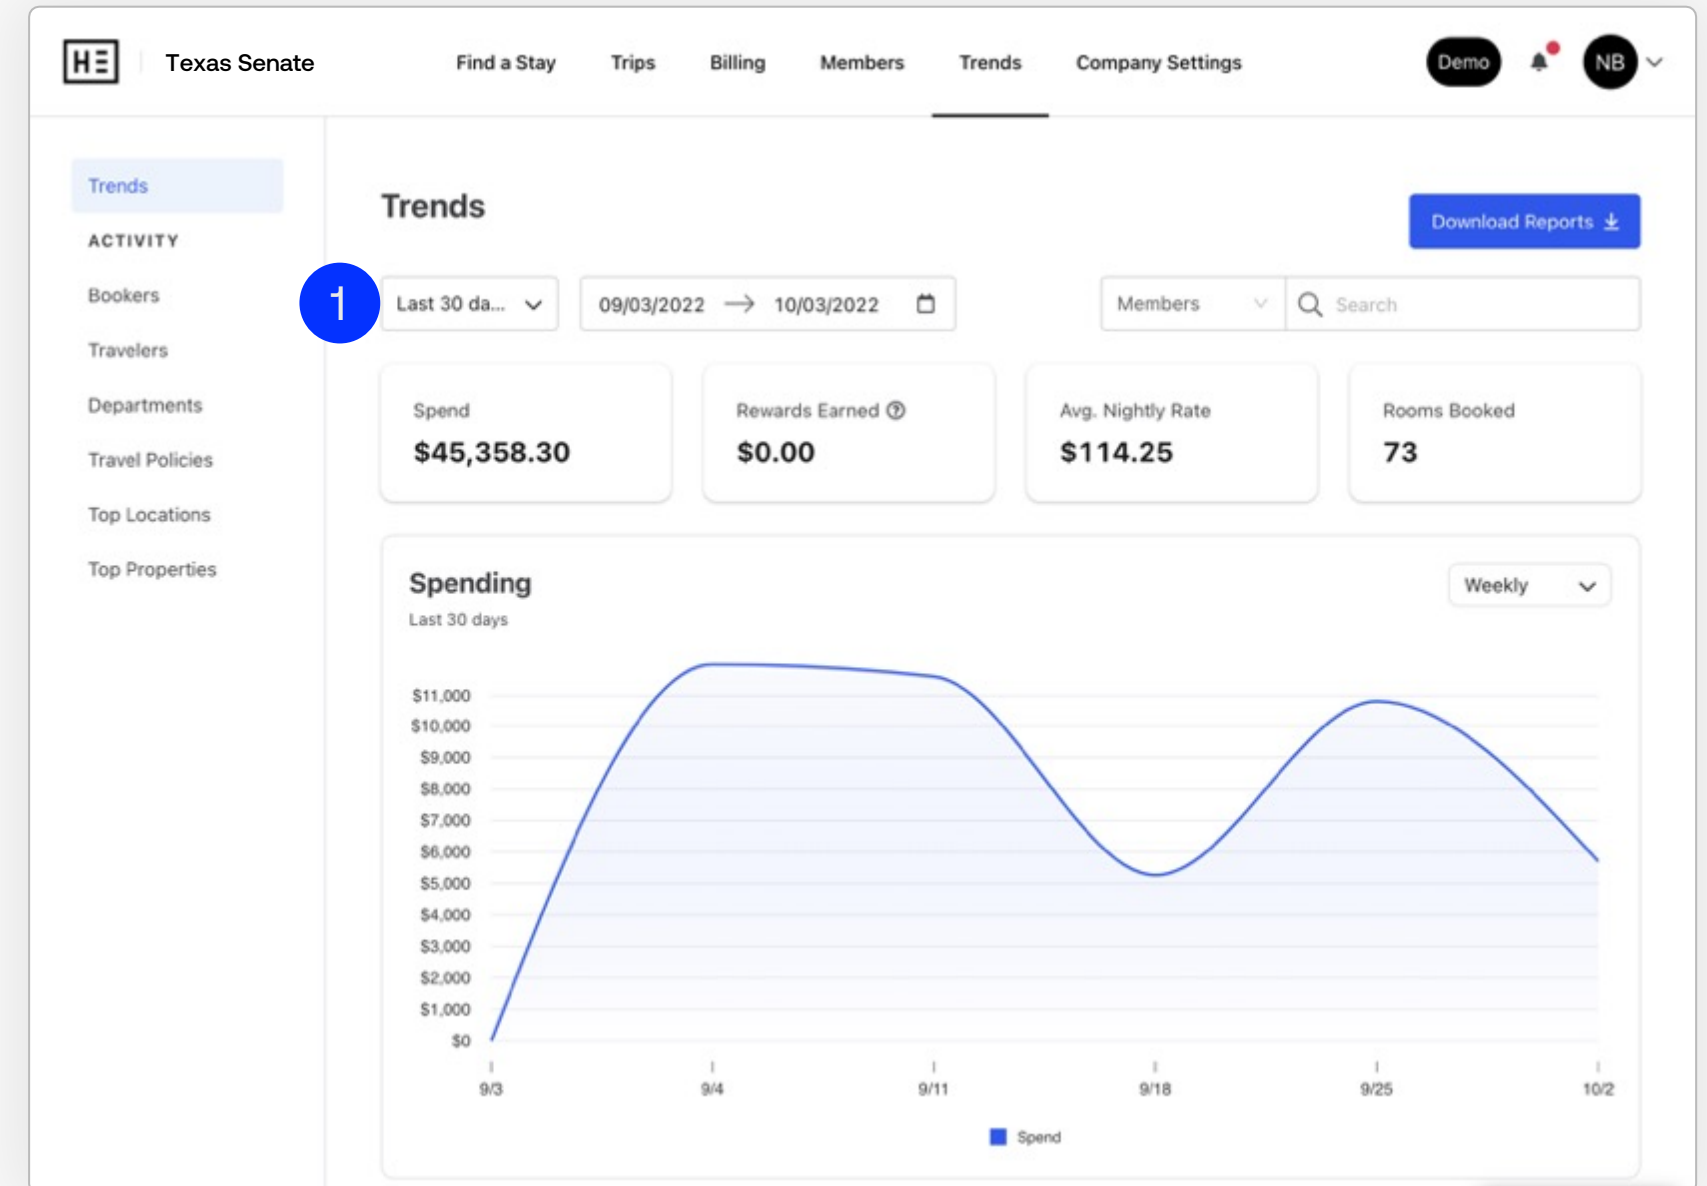 HE
Texas Senate
Find a Stay
Trips
Billing
Members
Trends
Company Settings
Demo
NB
Trends
ACTIVITY
Bookers
Travelers
Departments
Travel Policies
Top Locations
Top Properties
Trends
Download Reports
1
Last 30 da...
09/03/2022 → 10/03/2022
Members
Search
Spend
$45,358.30
Rewards Earned
$0.00
Avg. Nightly Rate
$114.25
Rooms Booked
73
Spending
Last 30 days
Weekly
$11,000
$10,000
$9,000
$8,000
$7,000
$6,000
$5,000
$4,000
$3,000
$2,000
$1,000
$0
9/3
9/4
9/11
9/18
9/25
10/2
Spend